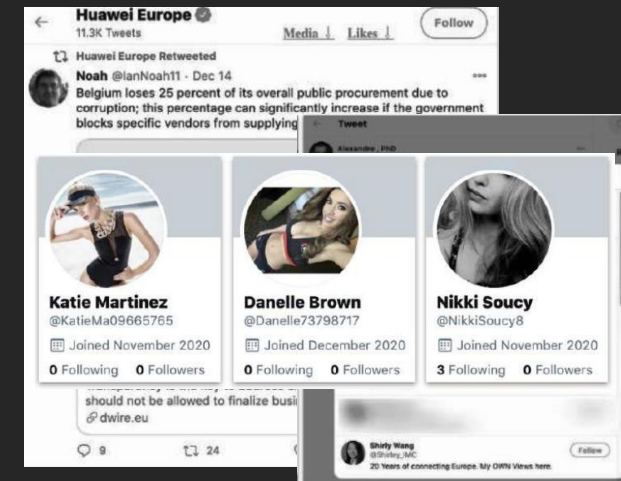 Huawei Europe
11.3K Tweets
Media ↓ Likes ↓
Follow
Huawei Europe Retweeted
Noah @IanNoah11 · Dec 14
Belgium loses 25 percent of its overall public procurement due to
corruption; this percentage can significantly increase if the government
blocks specific vendors from supplying
Tweet
Alexandre , PhD
Katie Martinez
@KatieMa09665765
Joined November 2020
0 Following 0 Followers
Danelle Brown
@Danelle73798717
Joined December 2020
0 Following 0 Followers
Nikki Soucy
@NikkiSoucy8
Joined November 2020
3 Following 0 Followers
should not be allowed to finalize busi
dwire.eu
9 24
Shirly Wang
@Shirley_IMC
Follow
20 Years of connecting Europe. My OWN Views here.